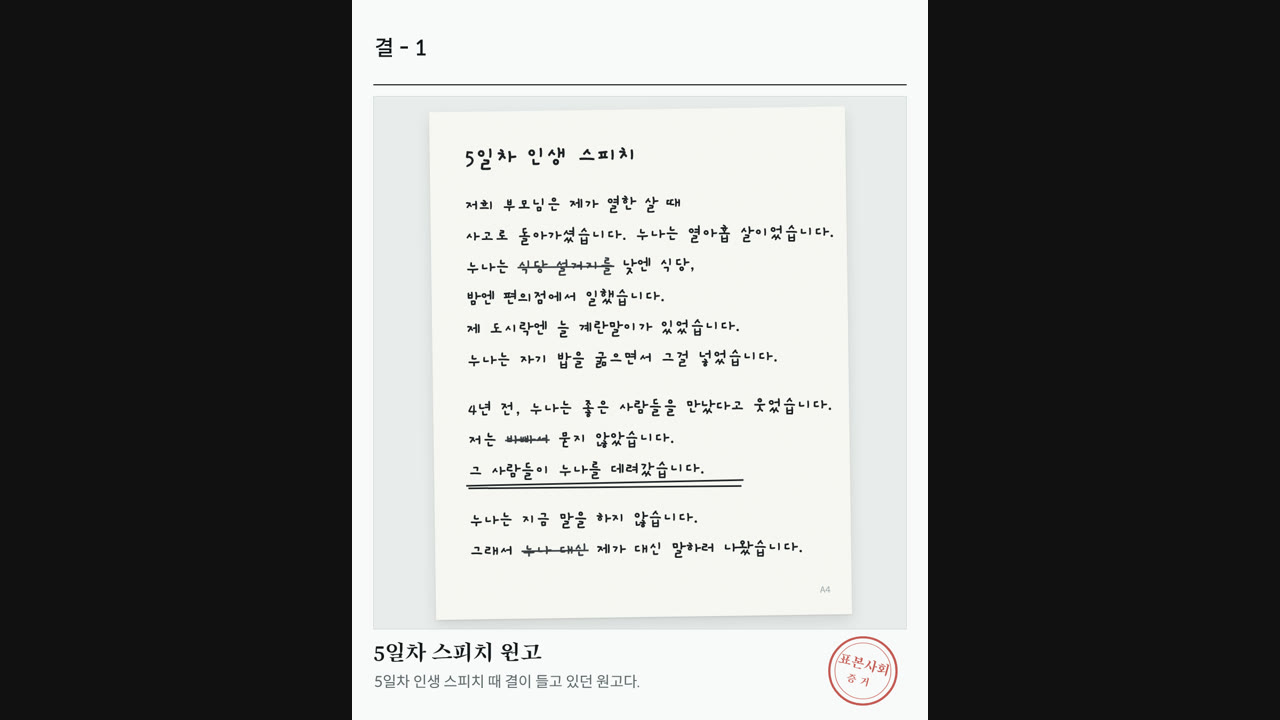 결 - 1
5일차 인생 스피치
저희 부모님은 제가 열한 살 때
사고로 돌아가셨습니다. 누나는 열아홉 살이었습니다.
누나는 식당 설거지를 낮엔 식당,
밤엔 편의점에서 일했습니다.
제 도시락엔 늘 계란말이가 있었습니다.
누나는 자기 밥을 굶으면서 그걸 넣었습니다.
4년 전, 누나는 좋은 사람들을 만났다고 웃었습니다.
저는 바빠서 묻지 않았습니다.
그 사람들이 누나를 데려갔습니다.
누나는 지금 말을 하지 않습니다.
그래서 누나 대신 제가 대신 말하러 나왔습니다.
A4
5일차 스피치 원고
5일차 인생 스피치 때 결이 들고 있던 원고다.
표본사회
증거